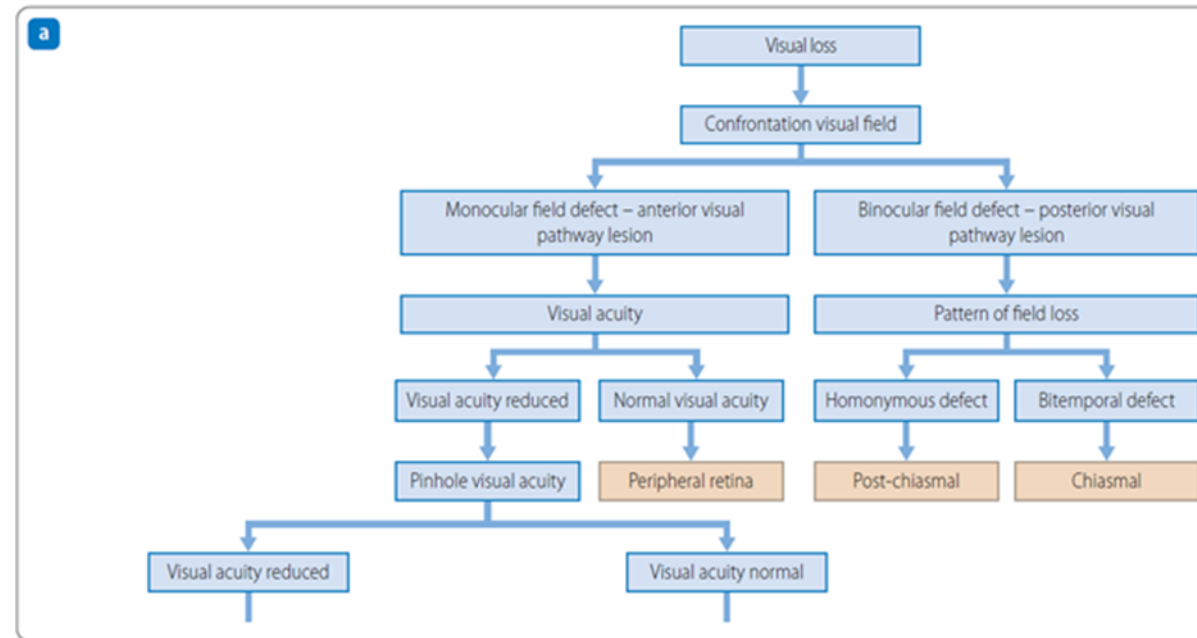 a
Visual loss
Confrontation visual field
Monocular field defect – anterior visual
pathway lesion
Binocular field defect – posterior visual
pathway lesion
Visual acuity
Pattern of field loss
Visual acuity reduced
Normal visual acuity
Homonymous defect
Bitemporal defect
Pinhole visual acuity
Peripheral retina
Post-chiasmal
Chiasmal
Visual acuity reduced
Visual acuity normal